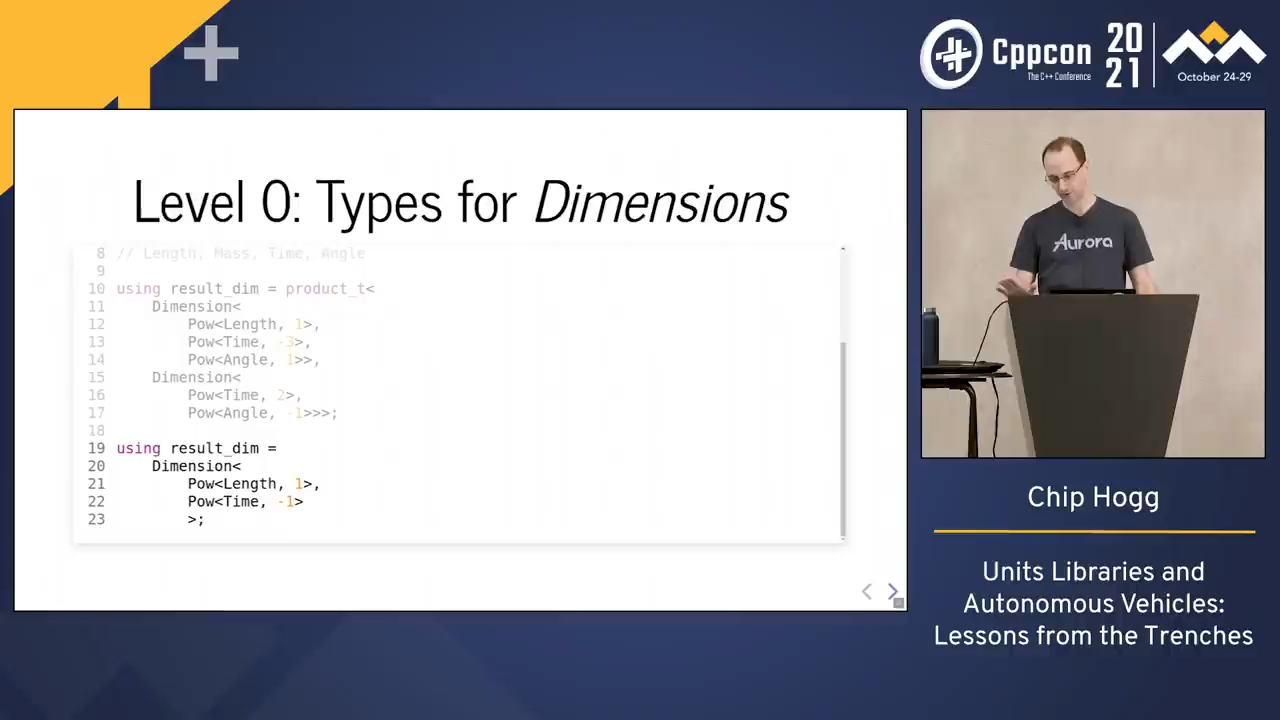 Cppcon
The C++ Conference
20
21
October 24-29
Level 0: Types for Dimensions
8 // Length, Mass, Time, Angle
9
10 using result_dim = product_t<
11     Dimension<
12         Pow<Length, 1>,
13         Pow<Time, -3>,
14         Pow<Angle, 1>>,
15     Dimension<
16         Pow<Time, 2>,
17         Pow<Angle, -1>>>;
18
19 using result_dim =
20     Dimension<
21         Pow<Length, 1>,
22         Pow<Time, -1>
23         >;
Aurora
Chip Hogg
Units Libraries and
Autonomous Vehicles:
Lessons from the Trenches